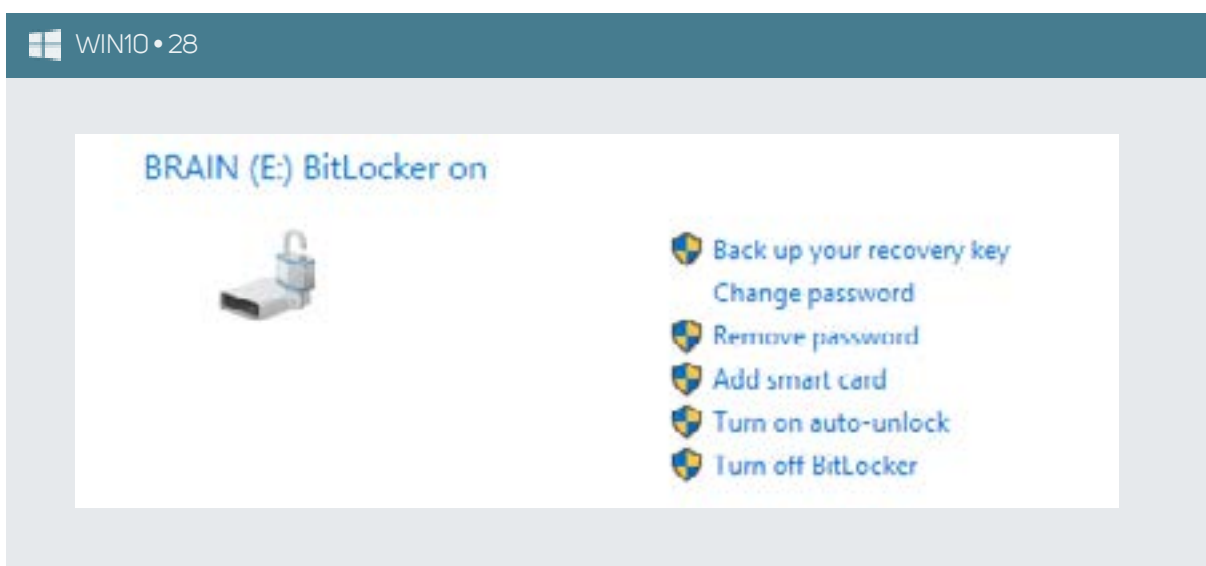 WIN10 • 28
BRAIN (E:) BitLocker on
Back up your recovery key
Change password
Remove password
Add smart card
Turn on auto-unlock
Turn off BitLocker